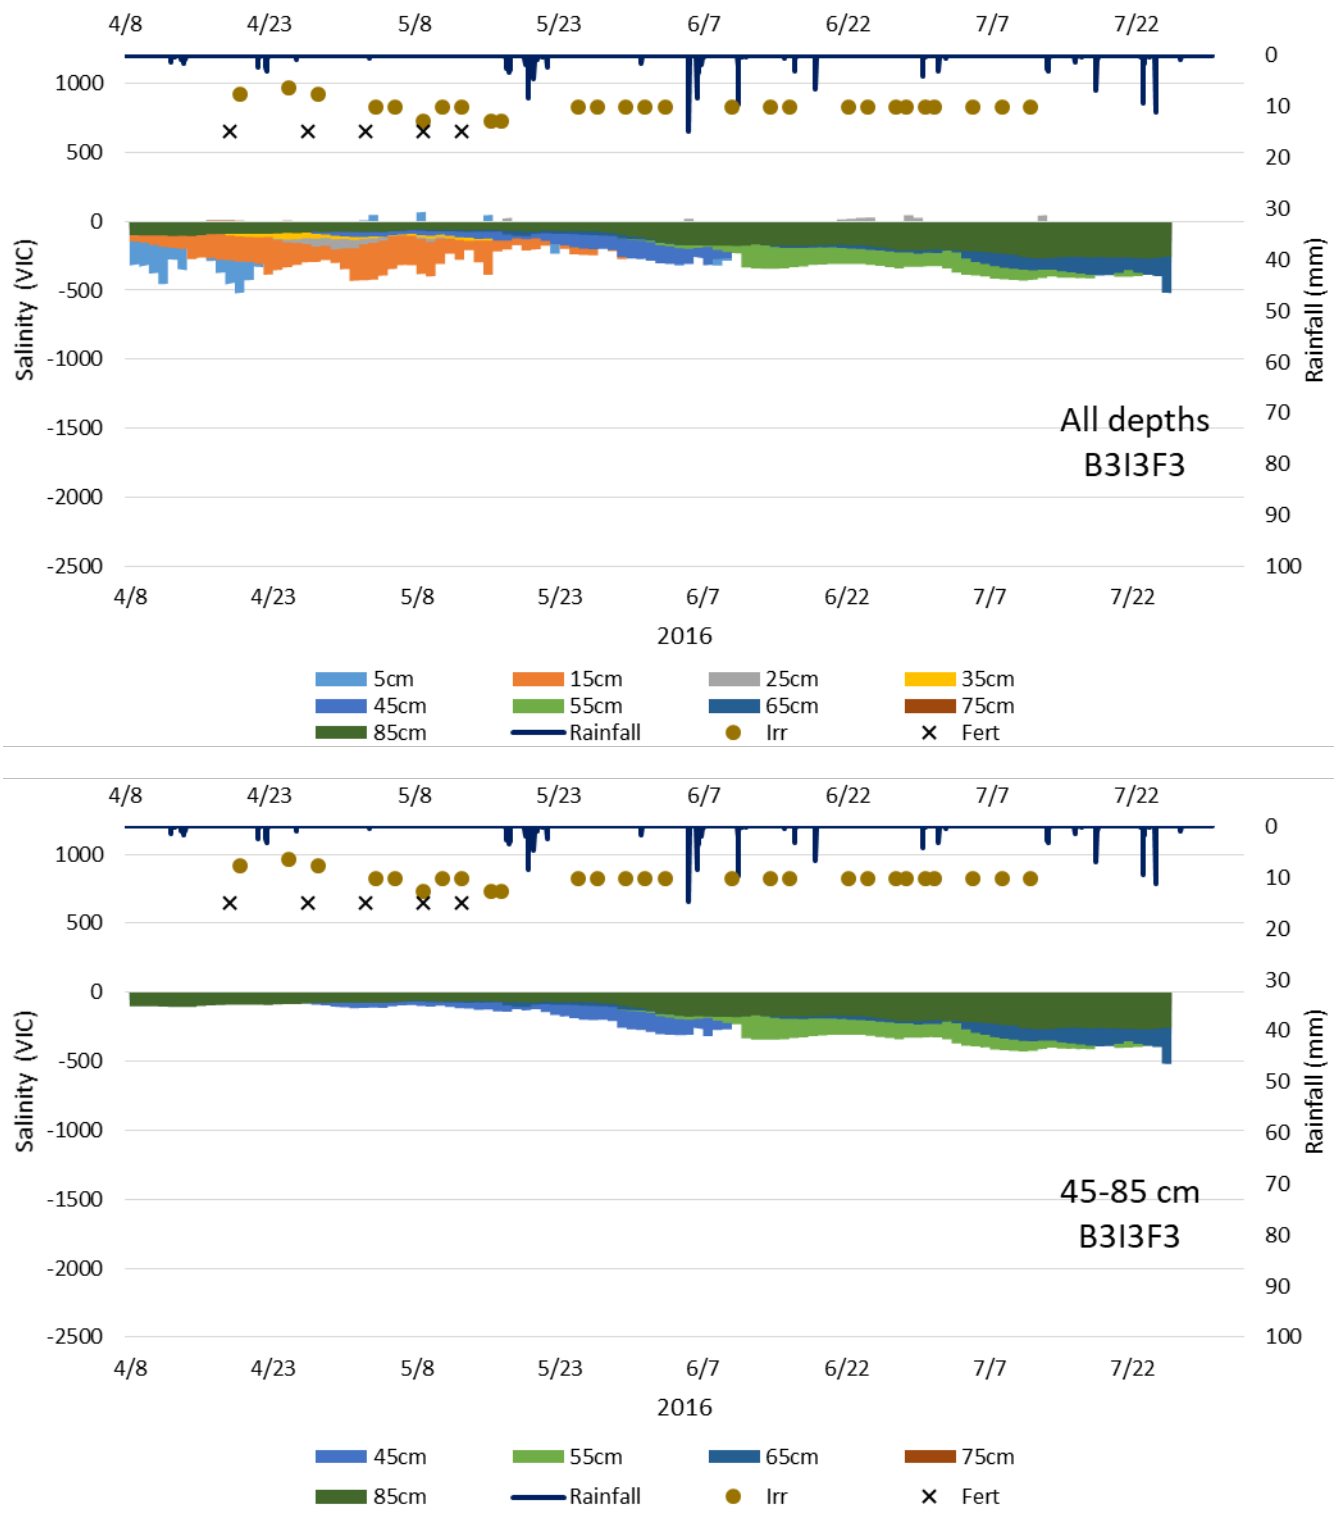 4/8 4/23 5/8 5/23 6/7 6/22 7/7 7/22
0
1000
10
500
20
0
30
40
-500
50
-1000
60
-1500
70
80
-2000
90
-2500
100
Salinity (VIC)
Rainfall (mm)
All depths
B3I3F3
4/8 4/23 5/8 5/23 6/7 6/22 7/7 7/22
2016
5cm 15cm 25cm 35cm
45cm 55cm 65cm 75cm
85cm Rainfall Irr Fert
4/8 4/23 5/8 5/23 6/7 6/22 7/7 7/22
0
1000
10
500
20
0
30
40
-500
50
-1000
60
-1500
70
80
-2000
90
-2500
100
Salinity (VIC)
Rainfall (mm)
45-85 cm
B3I3F3
4/8 4/23 5/8 5/23 6/7 6/22 7/7 7/22
2016
45cm 55cm 65cm 75cm
85cm Rainfall Irr Fert